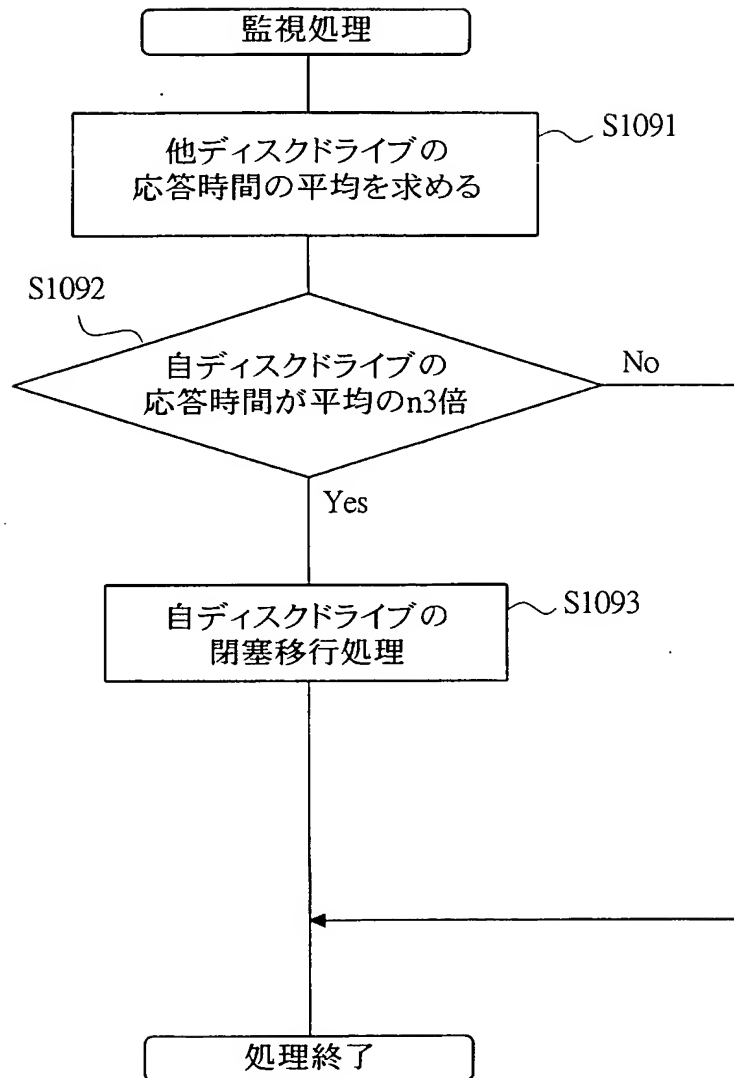 監視処理
S1091
他ディスクドライブの
応答時間の平均を求める
S1092
自ディスクドライブの
応答時間が平均のn3倍
No
Yes
S1093
自ディスクドライブの
閉塞移行処理
処理終了